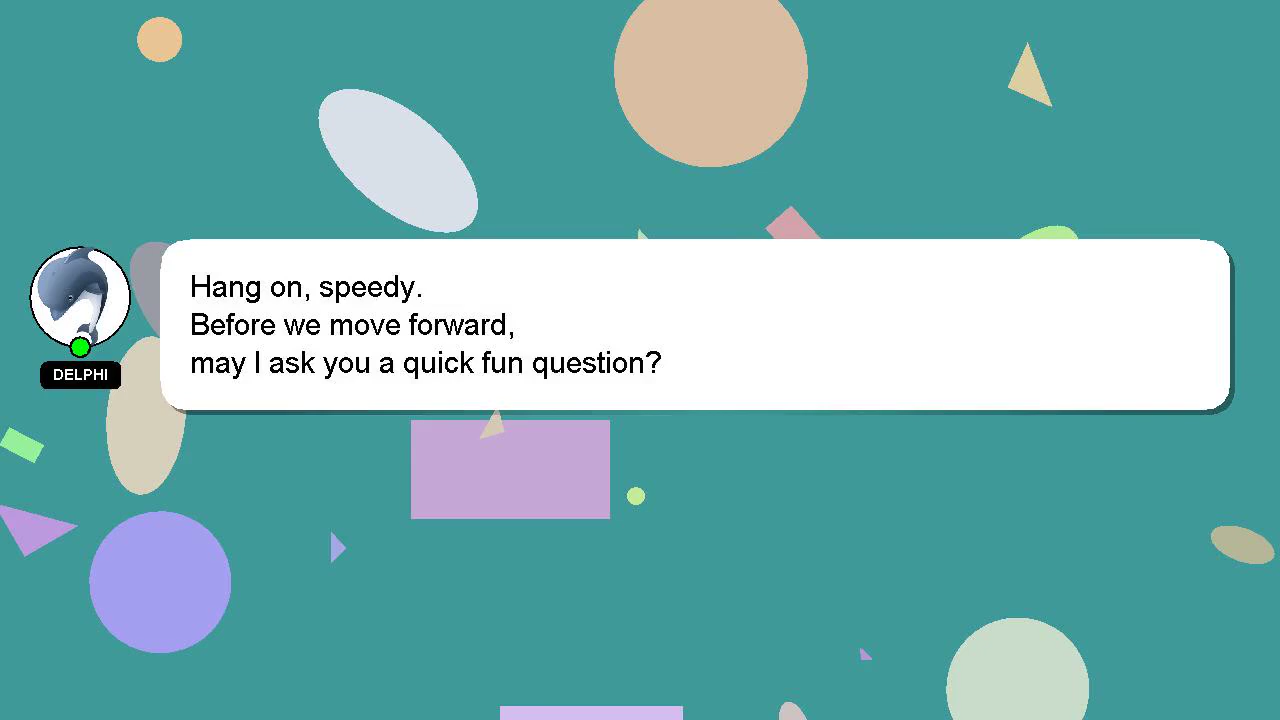 Hang on, speedy.
Before we move forward,
may I ask you a quick fun question?
DELPHI